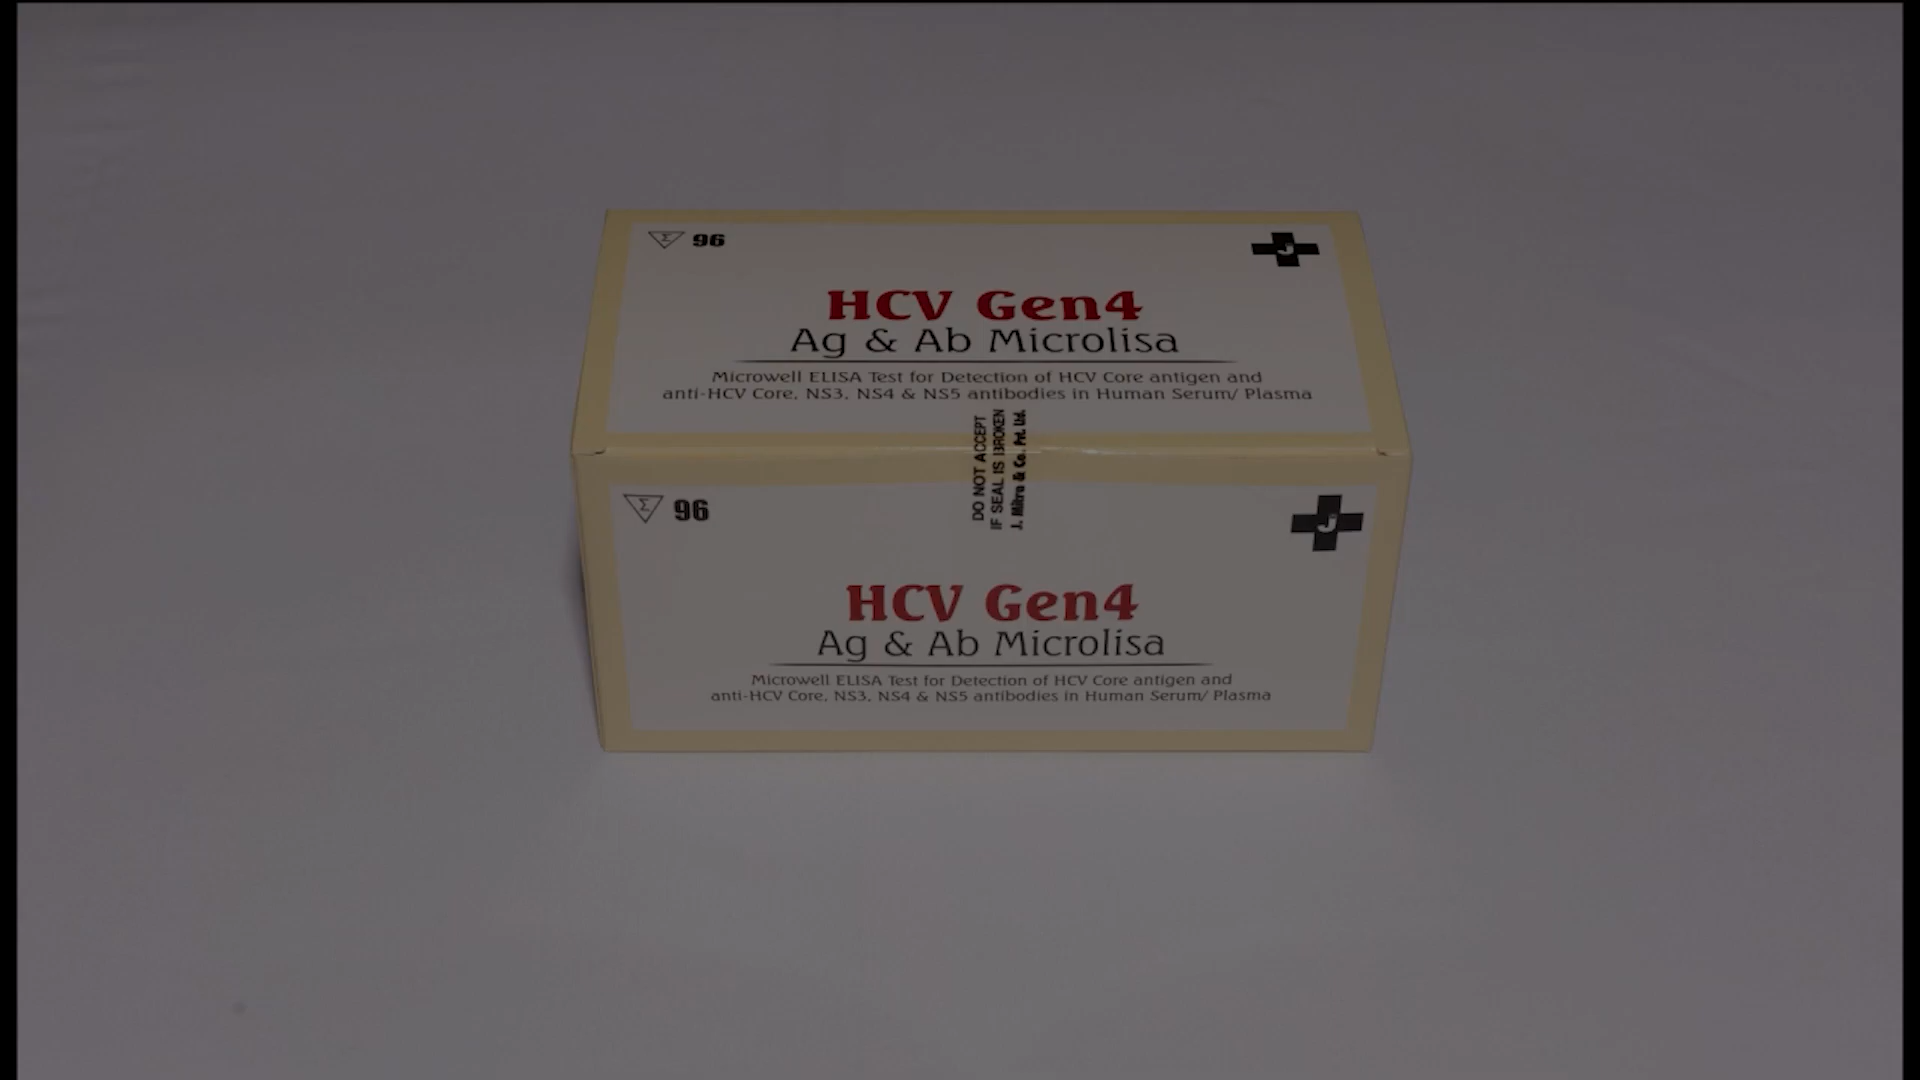 Σ 96
J
HCV Gen4
Ag & Ab Microlisa
Microwell ELISA Test for Detection of HCV Core antigen and
anti-HCV Core, NS3, NS4 & NS5 antibodies in Human Serum/ Plasma
DO NOT ACCEPT
IF SEAL IS BROKEN
J. Mitra & Co. Pvt. Ltd.
Σ 96
J
HCV Gen4
Ag & Ab Microlisa
Microwell ELISA Test for Detection of HCV Core antigen and
anti-HCV Core, NS3, NS4 & NS5 antibodies in Human Serum/ Plasma